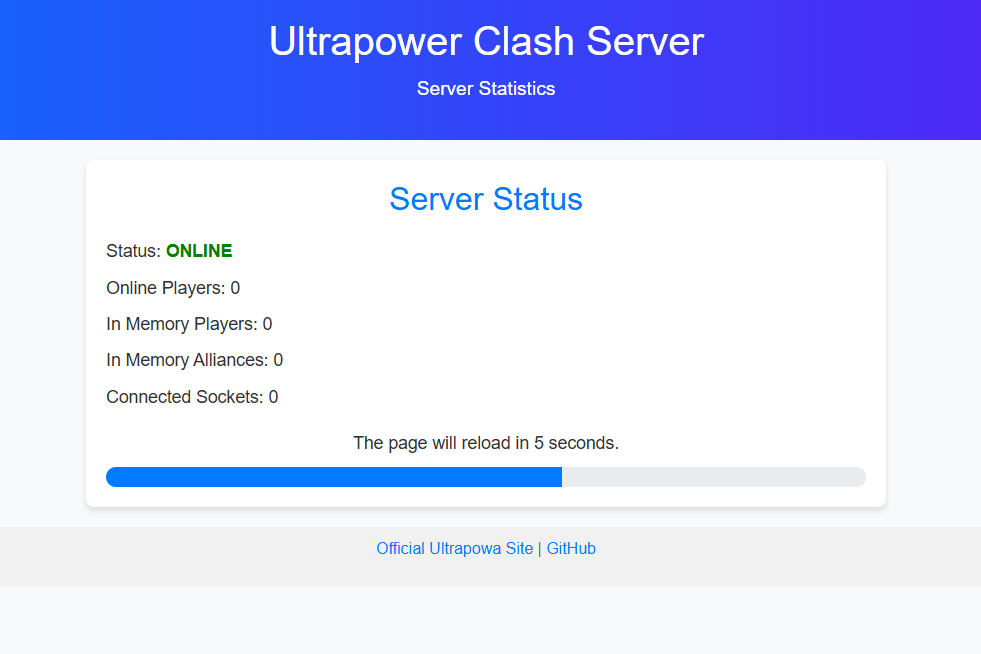 Ultrapower Clash Server
Server Statistics
Server Status
Status: ONLINE
Online Players: 0
In Memory Players: 0
In Memory Alliances: 0
Connected Sockets: 0
The page will reload in 5 seconds.
Official Ultrapowa Site | GitHub